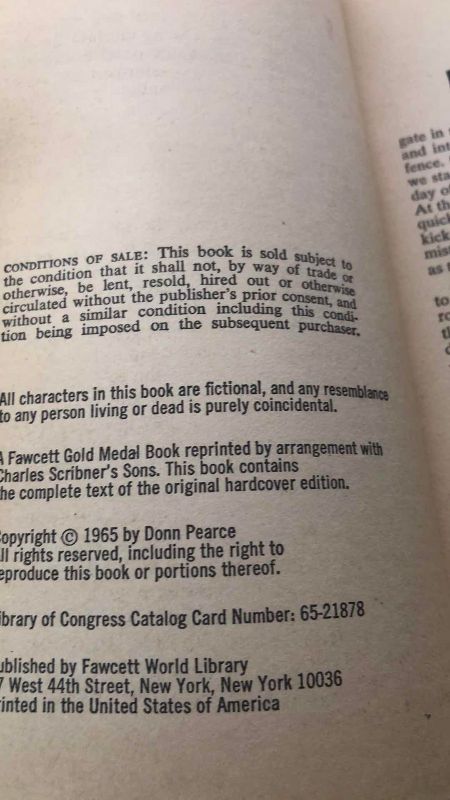 CONDITIONS OF SALE: This book is sold subject to
the condition that it shall not, by way of trade or
otherwise, be lent, resold, hired out or otherwise
circulated without the publisher's prior consent, and
without a similar condition including this condi-
tion being imposed on the subsequent purchaser.
All characters in this book are fictional, and any resemblance
to any person living or dead is purely coincidental.
A Fawcett Gold Medal Book reprinted by arrangement with
Charles Scribner's Sons. This book contains
he complete text of the original hardcover edition.
opyright © 1965 by Donn Pearce
ll rights reserved, including the right to
eproduce this book or portions thereof.
ibrary of Congress Catalog Card Number: 65-21878
ublished by Fawcett World Library
7 West 44th Street, New York, New York 10036
rinted in the United States of America
gate in
and int
fence.
we sta
day of
At th
quick
kick
mist
as t
to